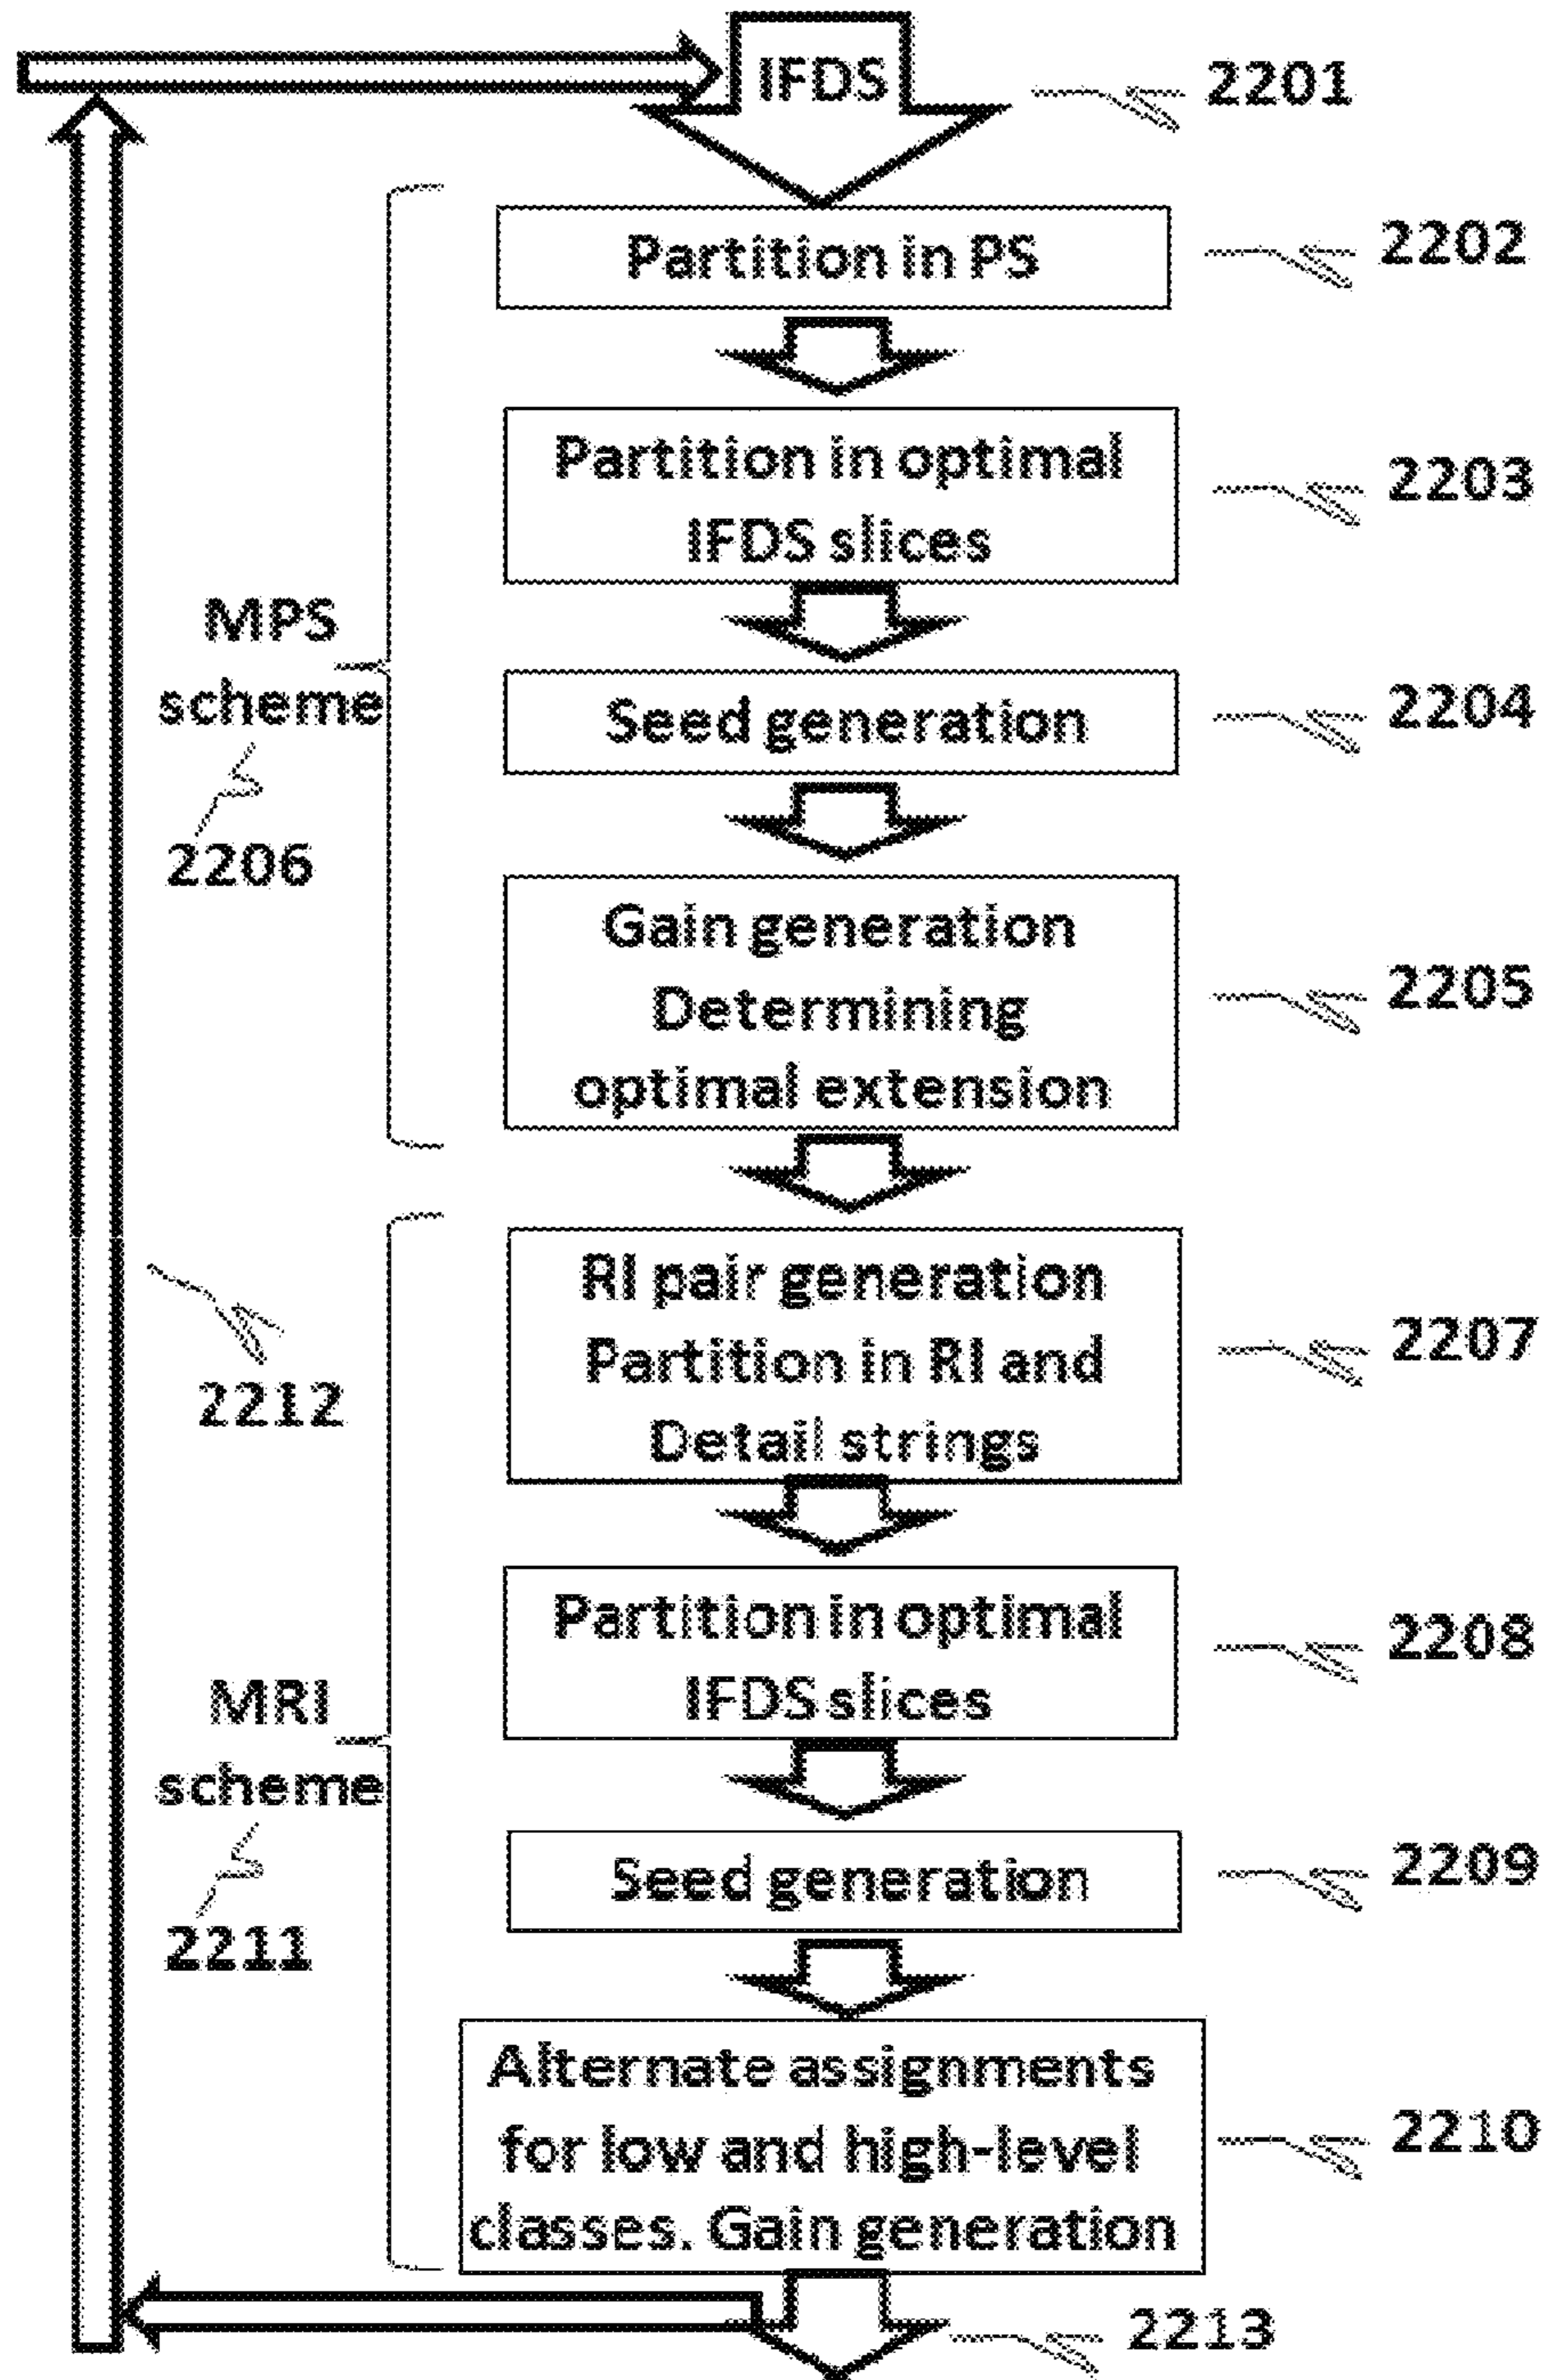 IFDS
2201
Partition in PS
2202
Partition in optimal
IFDS slices
2203
MPS
scheme
2206
Seed generation
2204
Gain generation
Determining
optimal extension
2205
RI pair generation
Partition in RI and
Detail strings
2207
2212
Partition in optimal
IFDS slices
2208
MRI
scheme
2211
Seed generation
2209
Alternate assignments
for low and high-level
classes. Gain generation
2210
2213